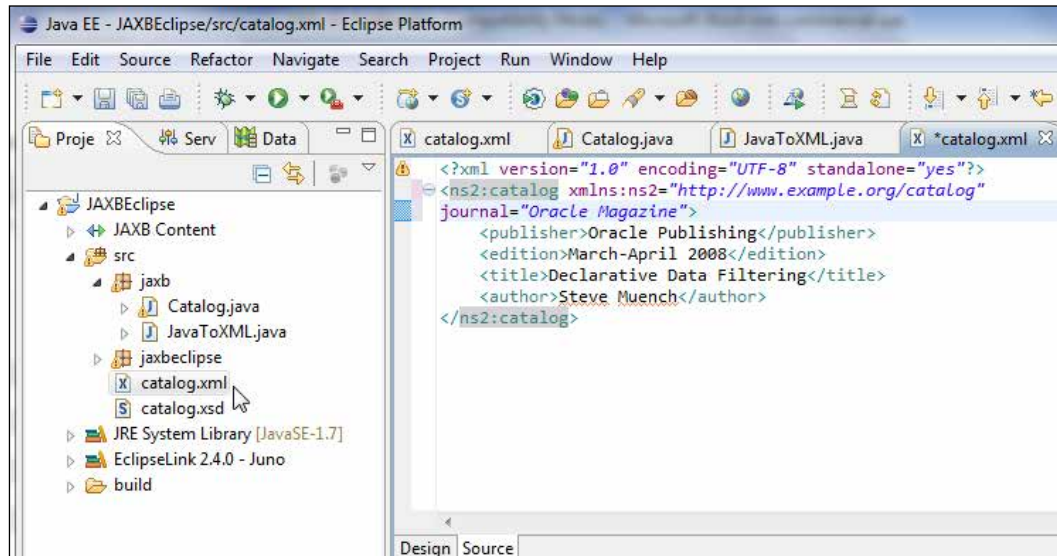 Java EE - JAXBEclipse/src/catalog.xml - Eclipse Platform
File Edit Source Refactor Navigate Search Project Run Window Help
Proje Serv Data
JAXBEclipse
JAXB Content
src
jaxb
Catalog.java
JavaToXML.java
jaxbeclipse
catalog.xml
catalog.xsd
JRE System Library [JavaSE-1.7]
EclipseLink 2.4.0 - Juno
build
catalog.xml Catalog.java JavaToXML.java *catalog.xml
<?xml version="1.0" encoding="UTF-8" standalone="yes"?>
<ns2:catalog xmlns:ns2="http://www.example.org/catalog"
journal="Oracle Magazine">
<publisher>Oracle Publishing</publisher>
<edition>March-April 2008</edition>
<title>Declarative Data Filtering</title>
<author>Steve Muench</author>
</ns2:catalog>
Design Source